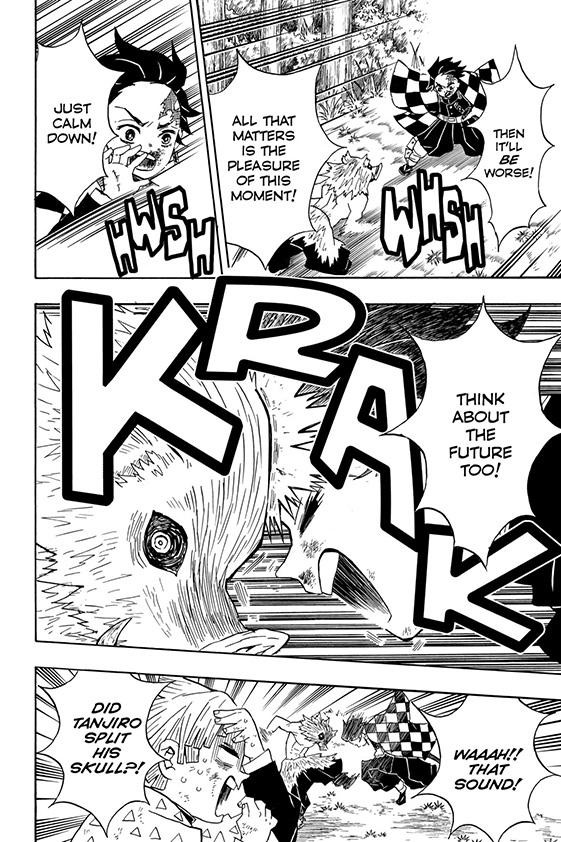 THEN
IT'LL
BE
WORSE!
WHSH
ALL THAT
MATTERS
IS THE
PLEASURE
OF THIS
MOMENT!
JUST
CALM
DOWN!
HWSH
THINK
ABOUT
THE
FUTURE
TOO!
KRAK
WAAAH!!
THAT
SOUND!
DID
TANJIRO
SPLIT
HIS
SKULL?!